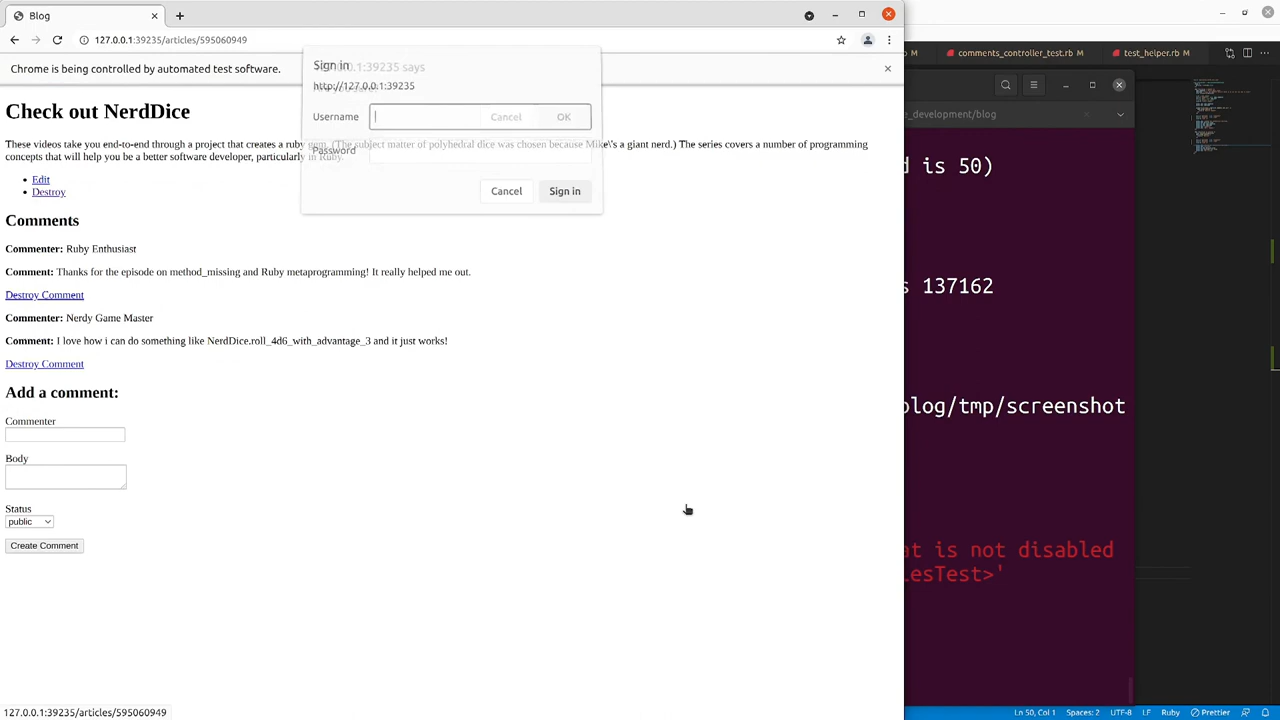 Blog
127.0.0.1:39235/articles/595060949
Chrome is being controlled by automated test software.
Sign in
:39235 says
http://127.0.0.1:39235
Username
Cancel
OK
Password
Cancel
Sign in
Check out NerdDice
These videos take you end-to-end through a project that creates a ruby gem. (The subject matter of polyhedral dice was chosen because Mike\'s a giant nerd.) The series covers a number of programming
concepts that will help you be a better software developer, particularly in Ruby.
Edit
Destroy
Comments
Commenter: Ruby Enthusiast
Comment: Thanks for the episode on method_missing and Ruby metaprogramming! It really helped me out.
Destroy Comment
Commenter: Nerdy Game Master
Comment: I love how i can do something like NerdDice.roll_4d6_with_advantage_3 and it just works!
Destroy Comment
Add a comment:
Commenter
Body
Status
public
Create Comment
127.0.0.1:39235/articles/595060949
M
comments_controller_test.rb M
test_helper.rb M
e_development/blog
d is 50)
s 137162
blog/tmp/screenshot
at is not disabled
lesTest>'
Ln 50, Col 1
Spaces: 2
UTF-8
LF
Ruby
Prettier